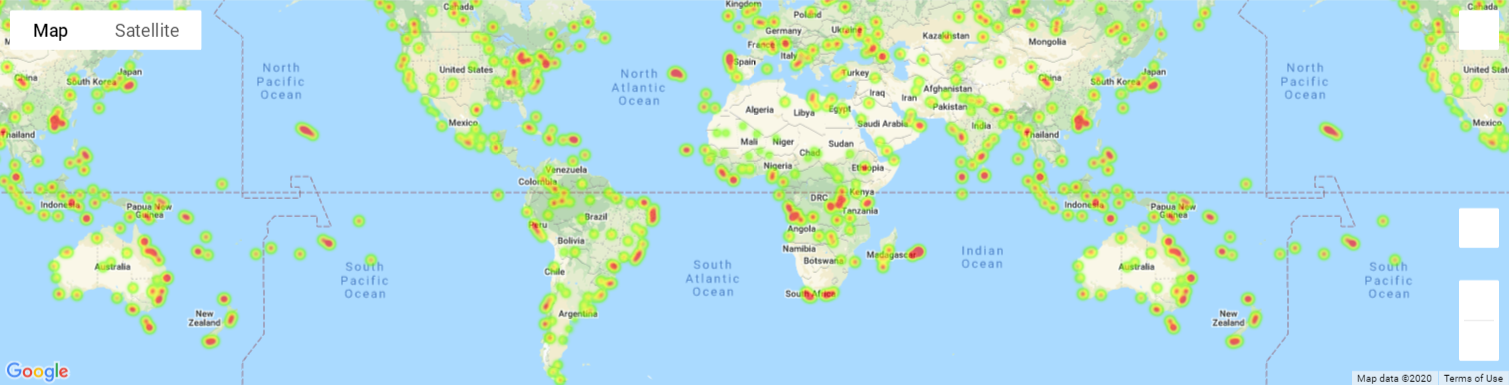 Map
Satellite
Canada
Kingdom
Poland
Germany
Ukraine
France
Kazakhstan
Mongolia
Canada
China
Japan
South Korea
North
Pacific
Ocean
United States
North
Atlantic
Ocean
Spain
Italy
Turkey
Iraq
Iran
Afghanistan
Pakistan
China
Japan
South Korea
North
Pacific
Ocean
United Stat
Thailand
Mexico
Algeria
Libya
Egypt
Saudi Arabia
India
Thailand
Mexico
Mali
Niger
Sudan
Chad
Nigeria
Ethiopia
Venezuela
Colombia
DRC
Kenya
Tanzania
Indonesia
Papua New
Guinea
Peru
Brazil
Angola
Indonesia
Papua New
Guinea
Bolivia
Namibia
Botswana
Madagascar
Indian
Ocean
Australia
South
Pacific
Ocean
Chile
South
Atlantic
Ocean
South Africa
Australia
South
Pacific
Ocean
New
Zealand
Argentina
New
Zealand
Google
Map data ©2020
Terms of Use